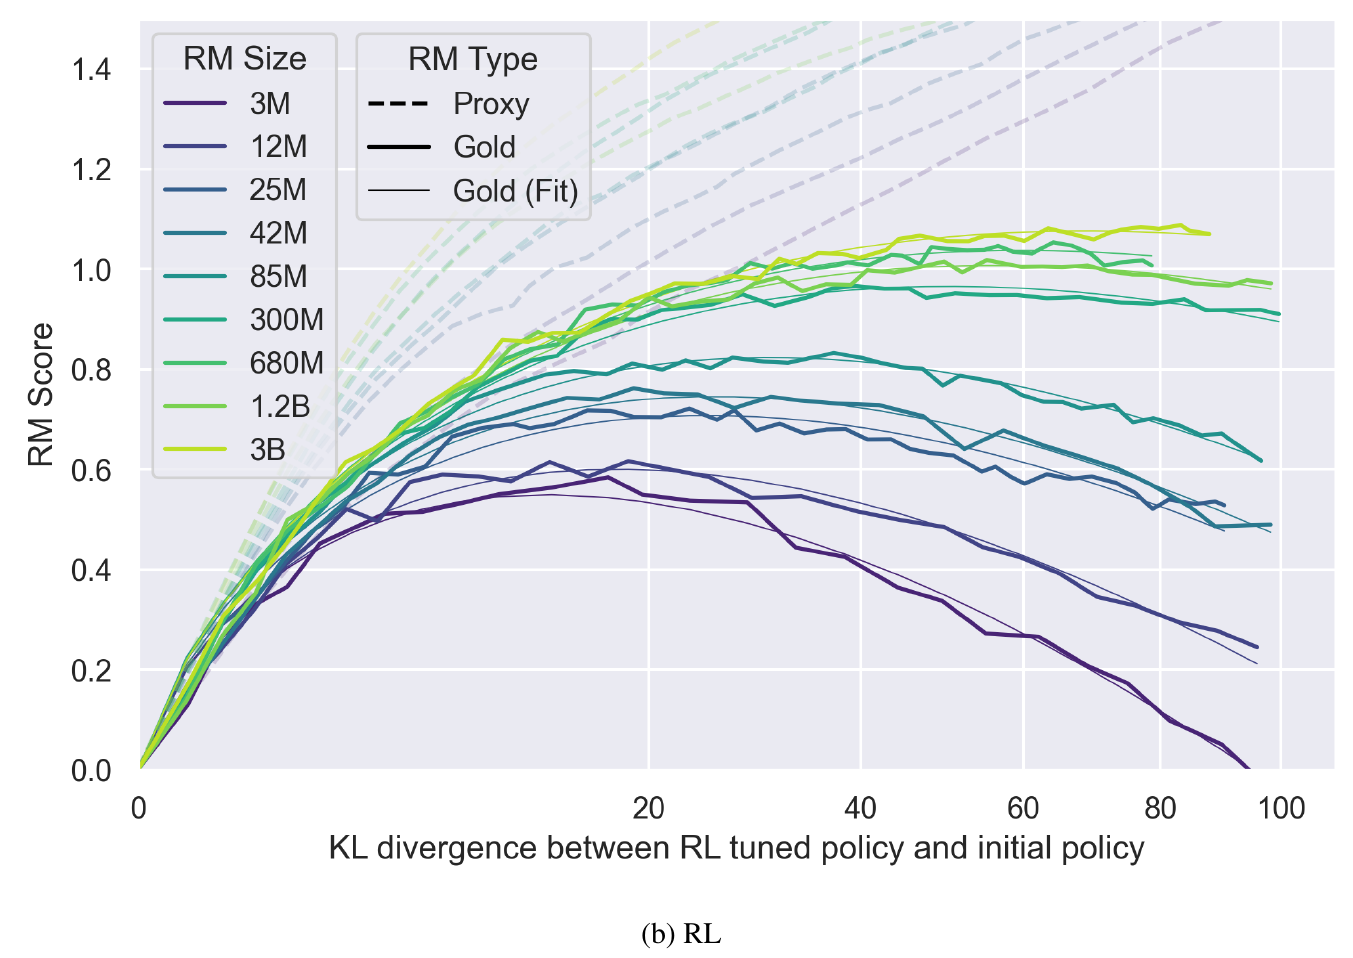 RM Size
3M
12M
25M
42M
85M
300M
680M
1.2B
3B
RM Type
Proxy
Gold
Gold (Fit)
RM Score
1.4
1.2
1.0
0.8
0.6
0.4
0.2
0.0
0 20 40 60 80 100
KL divergence between RL tuned policy and initial policy
(b) RL